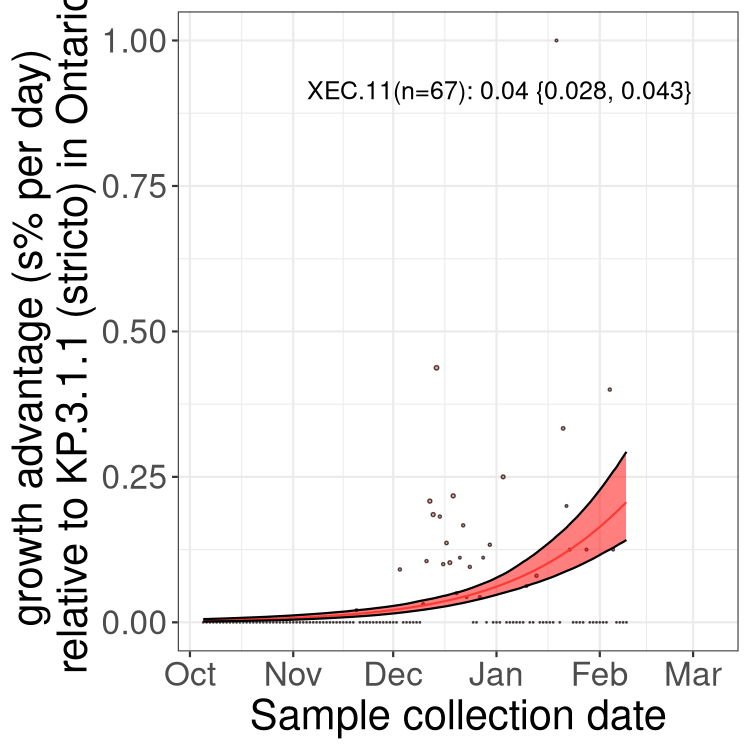 growth advantage (s% per day)
relative to KP.3.1.1 (stricto) in Ontario
1.00
XEC.11(n=67): 0.04 {0.028, 0.043}
0.75
0.50
0.25
0.00
Oct Nov Dec Jan Feb Mar
Sample collection date